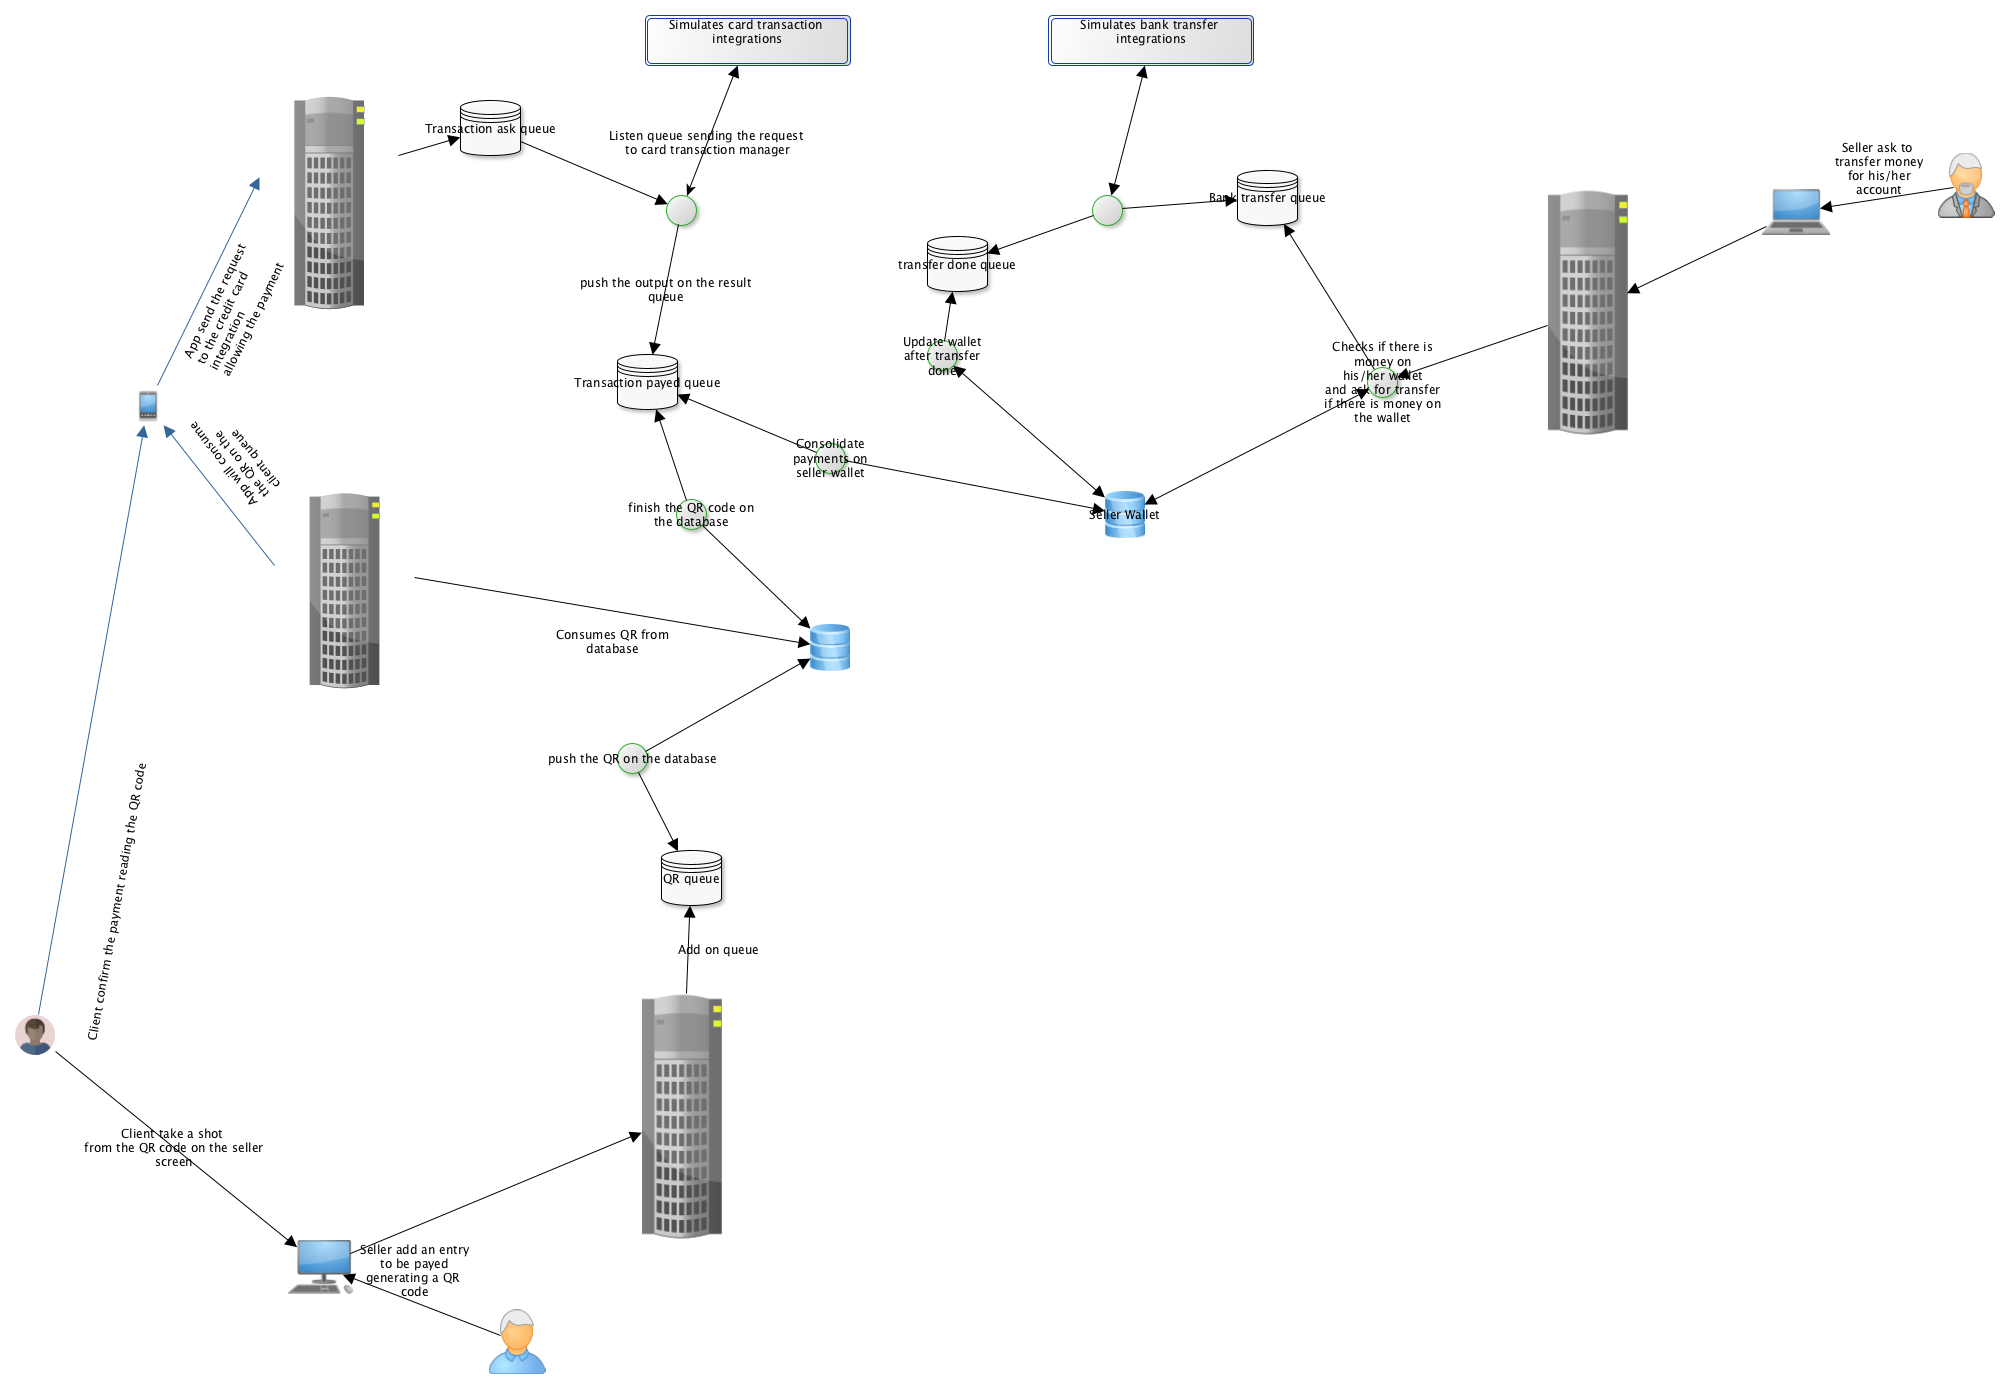 Simulates card transaction
integrations
Simulates bank transfer
integrations
Transaction ask queue
Listen queue sending the request
to card transaction manager
Seller ask to
transfer money
for his/her
account
Bank transfer queue
transfer done queue
App send the request
to the credit card
integration
allowing the payment
push the output on the result
queue
Update wallet
after transfer
done
Checks if there is
money on
his/her wallet
and ask for transfer
if there is money on
the wallet
Transaction payed queue
App will consume
the QR on the
client queue
Consolidate
payments on
seller wallet
finish the QR code on
the database
Seller Wallet
Consumes QR from
database
push the QR on the database
Client confirm the payment reading the QR code
QR queue
Add on queue
Client take a shot
from the QR code on the seller
screen
Seller add an entry
to be payed
generating a QR
code